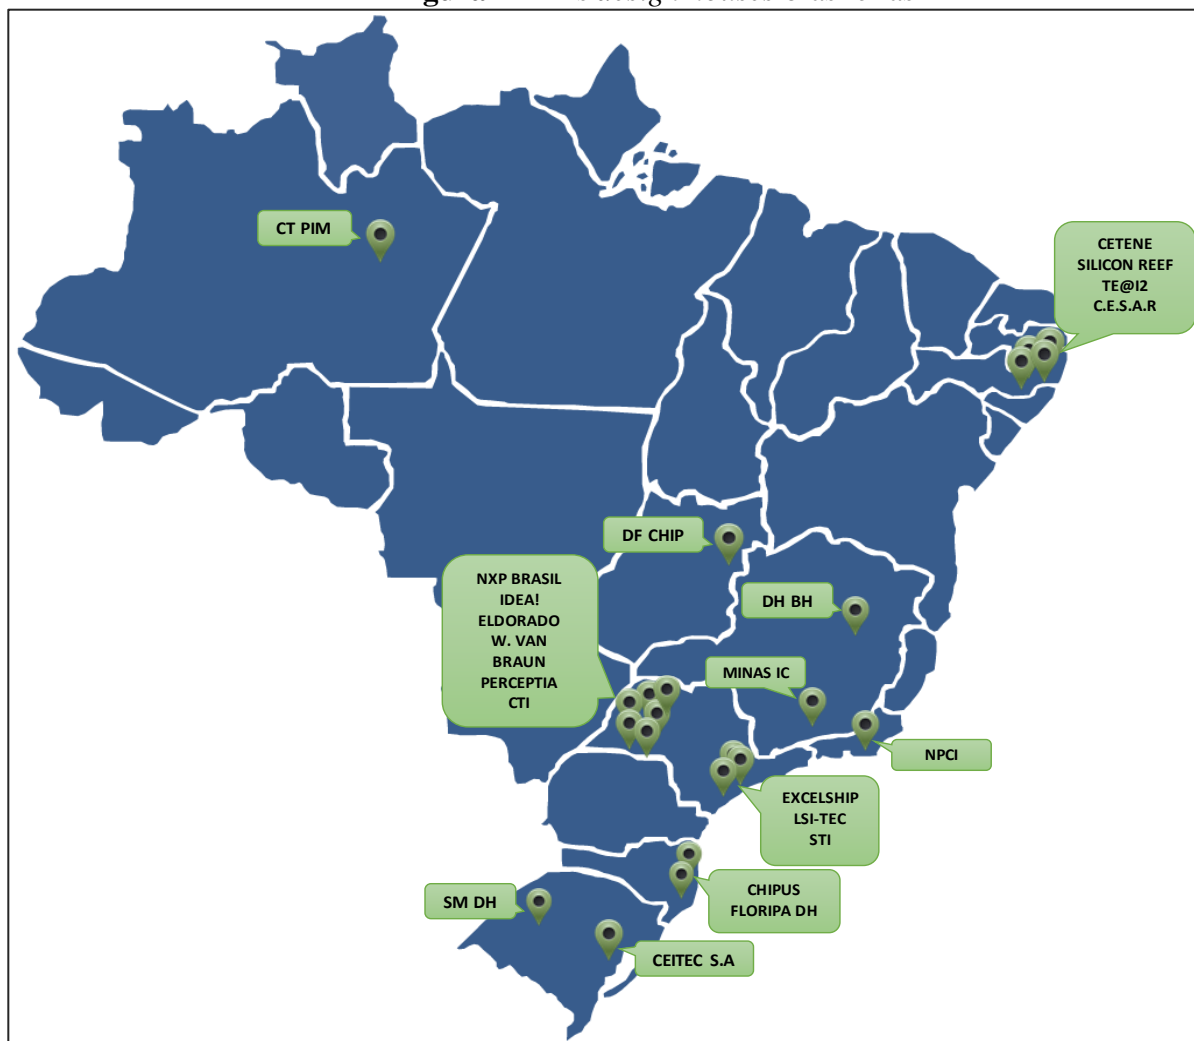 CT PIM
CETENE
SILICON REEF
TE@I2
C.E.S.A.R
DF CHIP
NXP BRASIL
IDEA!
ELDORADO
W. VAN
BRAUN
PERCEPTIA
CTI
DH BH
MINAS IC
NPCI
EXCELSHIP
LSI-TEC
STI
CHIPUS
FLORIPA DH
SM DH
CEITEC S.A